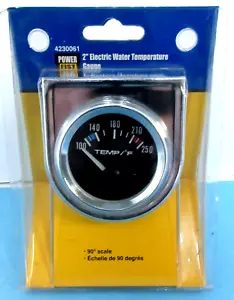 4230061
POWER
FIST
2" Electric Water Temperature
Gauge
100 140 180 210 250
TEMP/°F
• 90° scale
• Échelle de 90 degrés